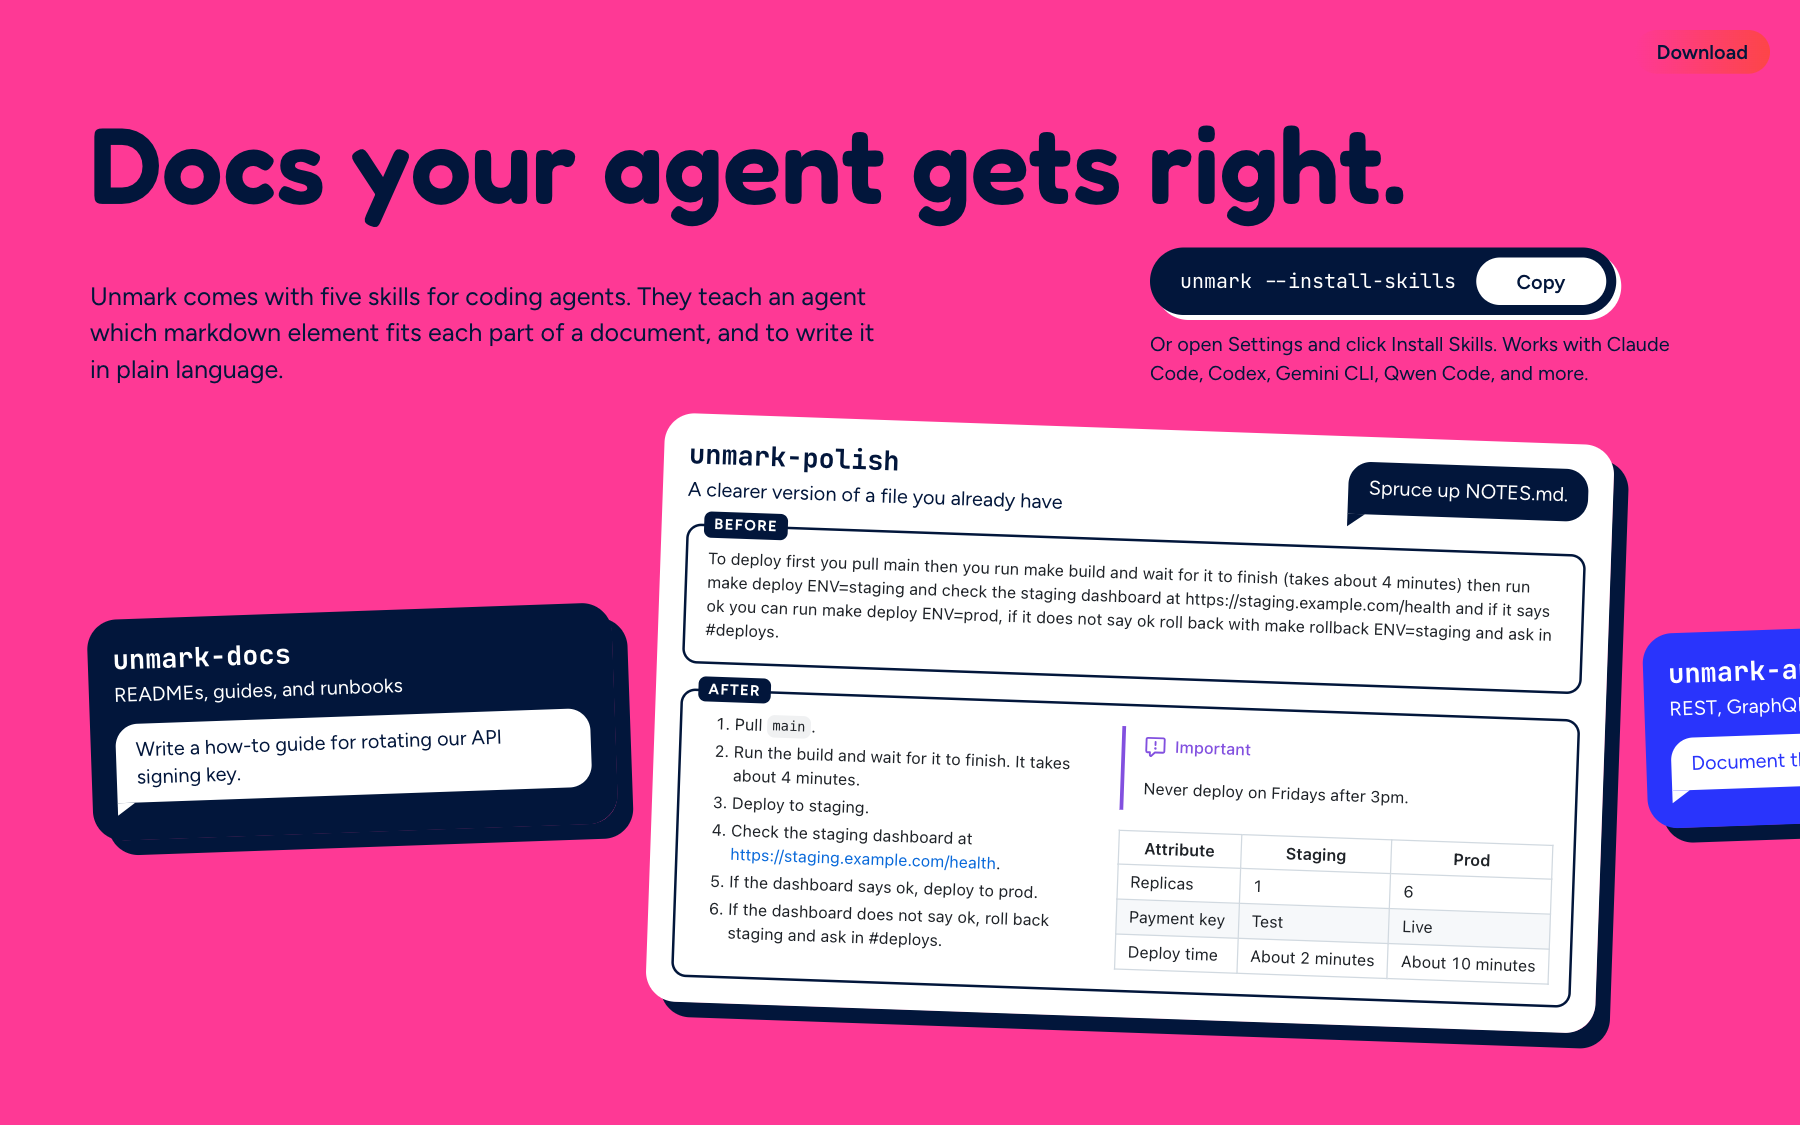 Download
Docs your agent gets right.
Unmark comes with five skills for coding agents. They teach an agent
which markdown element fits each part of a document, and to write it
in plain language.
unmark --install-skills
Copy
Or open Settings and click Install Skills. Works with Claude
Code, Codex, Gemini CLI, Qwen Code, and more.
unmark-docs
READMEs, guides, and runbooks
Write a how-to guide for rotating our API
signing key.
unmark-polish
A clearer version of a file you already have
Spruce up NOTES.md.
BEFORE
To deploy first you pull main then you run make build and wait for it to finish (takes about 4 minutes) then run
make deploy ENV=staging and check the staging dashboard at https://staging.example.com/health and if it says
ok you can run make deploy ENV=prod, if it does not say ok roll back with make rollback ENV=staging and ask in
#deploys.
AFTER
1. Pull main.
2. Run the build and wait for it to finish. It takes
about 4 minutes.
3. Deploy to staging.
4. Check the staging dashboard at
https://staging.example.com/health.
5. If the dashboard says ok, deploy to prod.
6. If the dashboard does not say ok, roll back
staging and ask in #deploys.
Important
Never deploy on Fridays after 3pm.
Attribute Staging Prod
Replicas 1 6
Payment key Test Live
Deploy time About 2 minutes About 10 minutes
unmark-a
REST, GraphQ
Document t